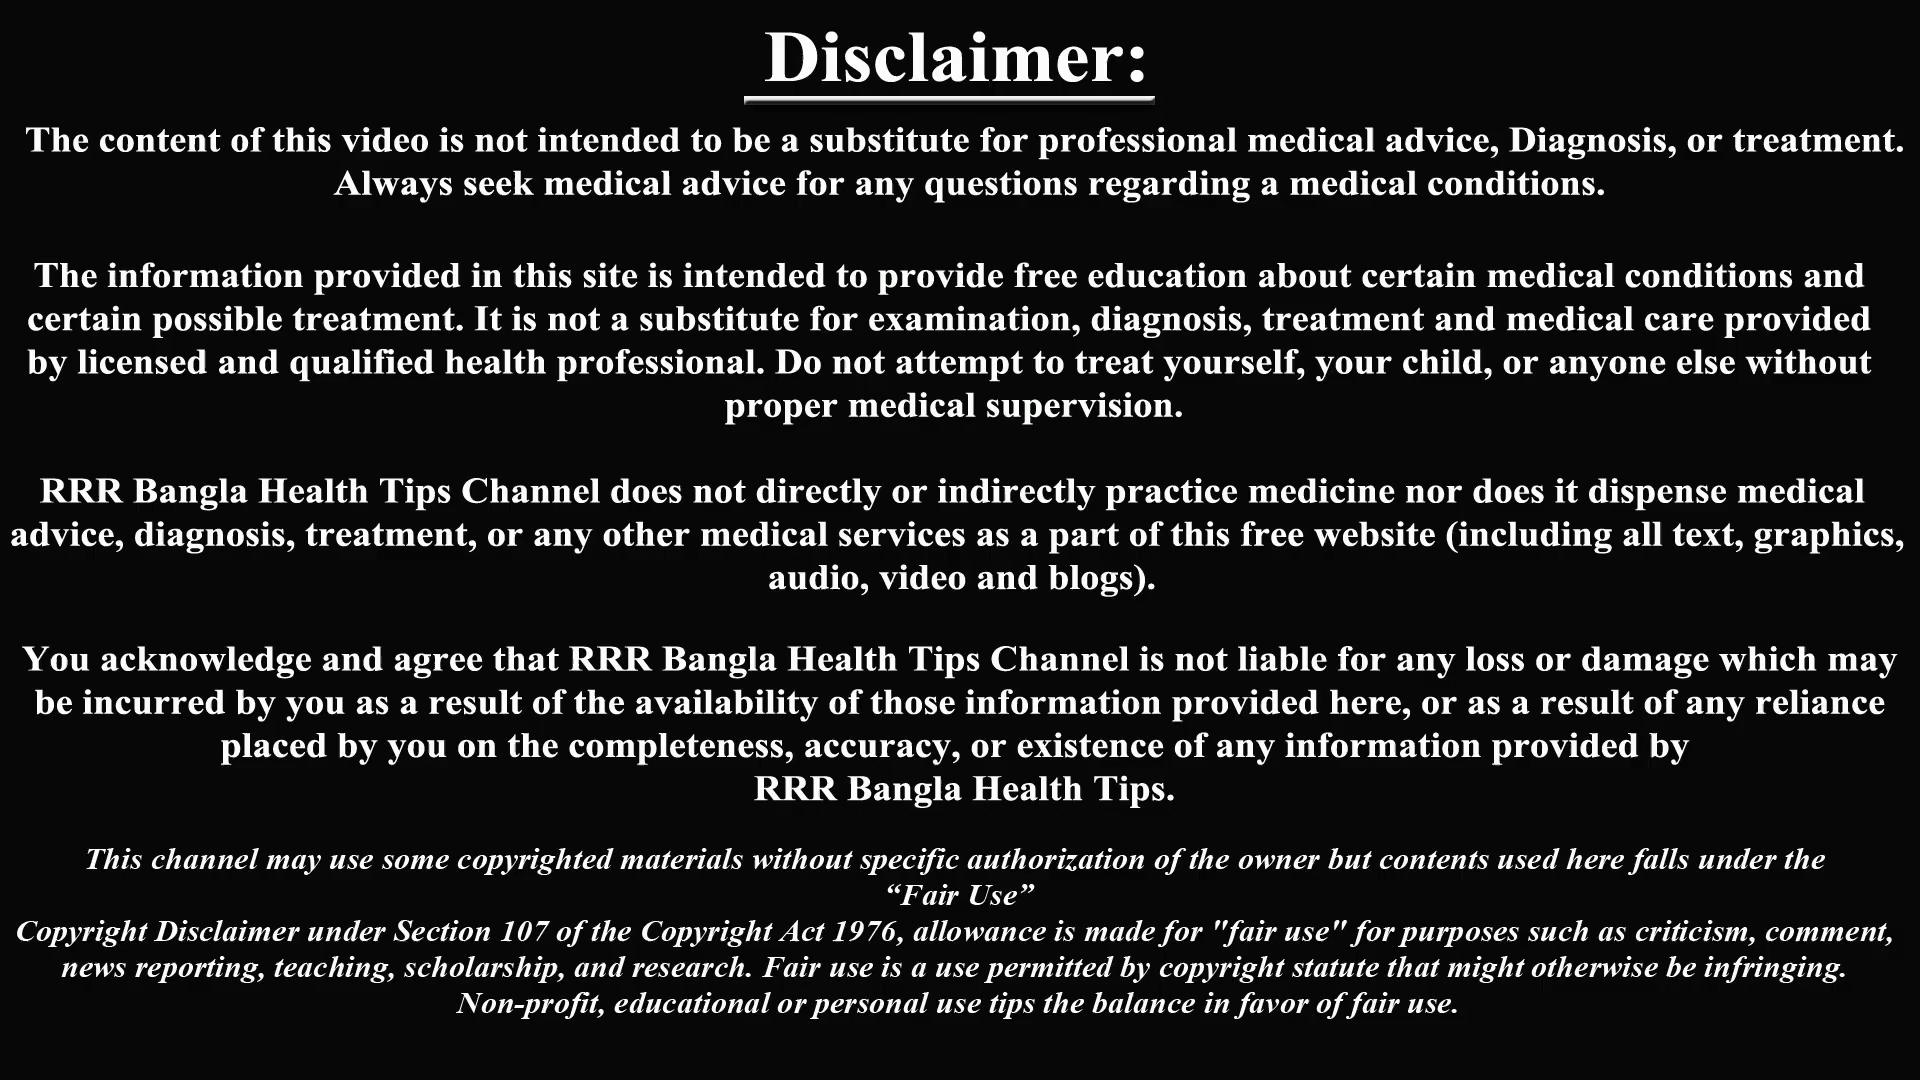 Disclaimer:
The content of this video is not intended to be a substitute for professional medical advice, Diagnosis, or treatment.
Always seek medical advice for any questions regarding a medical conditions.
The information provided in this site is intended to provide free education about certain medical conditions and
certain possible treatment. It is not a substitute for examination, diagnosis, treatment and medical care provided
by licensed and qualified health professional. Do not attempt to treat yourself, your child, or anyone else without
proper medical supervision.
RRR Bangla Health Tips Channel does not directly or indirectly practice medicine nor does it dispense medical
advice, diagnosis, treatment, or any other medical services as a part of this free website (including all text, graphics,
audio, video and blogs).
You acknowledge and agree that RRR Bangla Health Tips Channel is not liable for any loss or damage which may
be incurred by you as a result of the availability of those information provided here, or as a result of any reliance
placed by you on the completeness, accuracy, or existence of any information provided by
RRR Bangla Health Tips.
This channel may use some copyrighted materials without specific authorization of the owner but contents used here falls under the
“Fair Use”
Copyright Disclaimer under Section 107 of the Copyright Act 1976, allowance is made for "fair use" for purposes such as criticism, comment,
news reporting, teaching, scholarship, and research. Fair use is a use permitted by copyright statute that might otherwise be infringing.
Non-profit, educational or personal use tips the balance in favor of fair use.